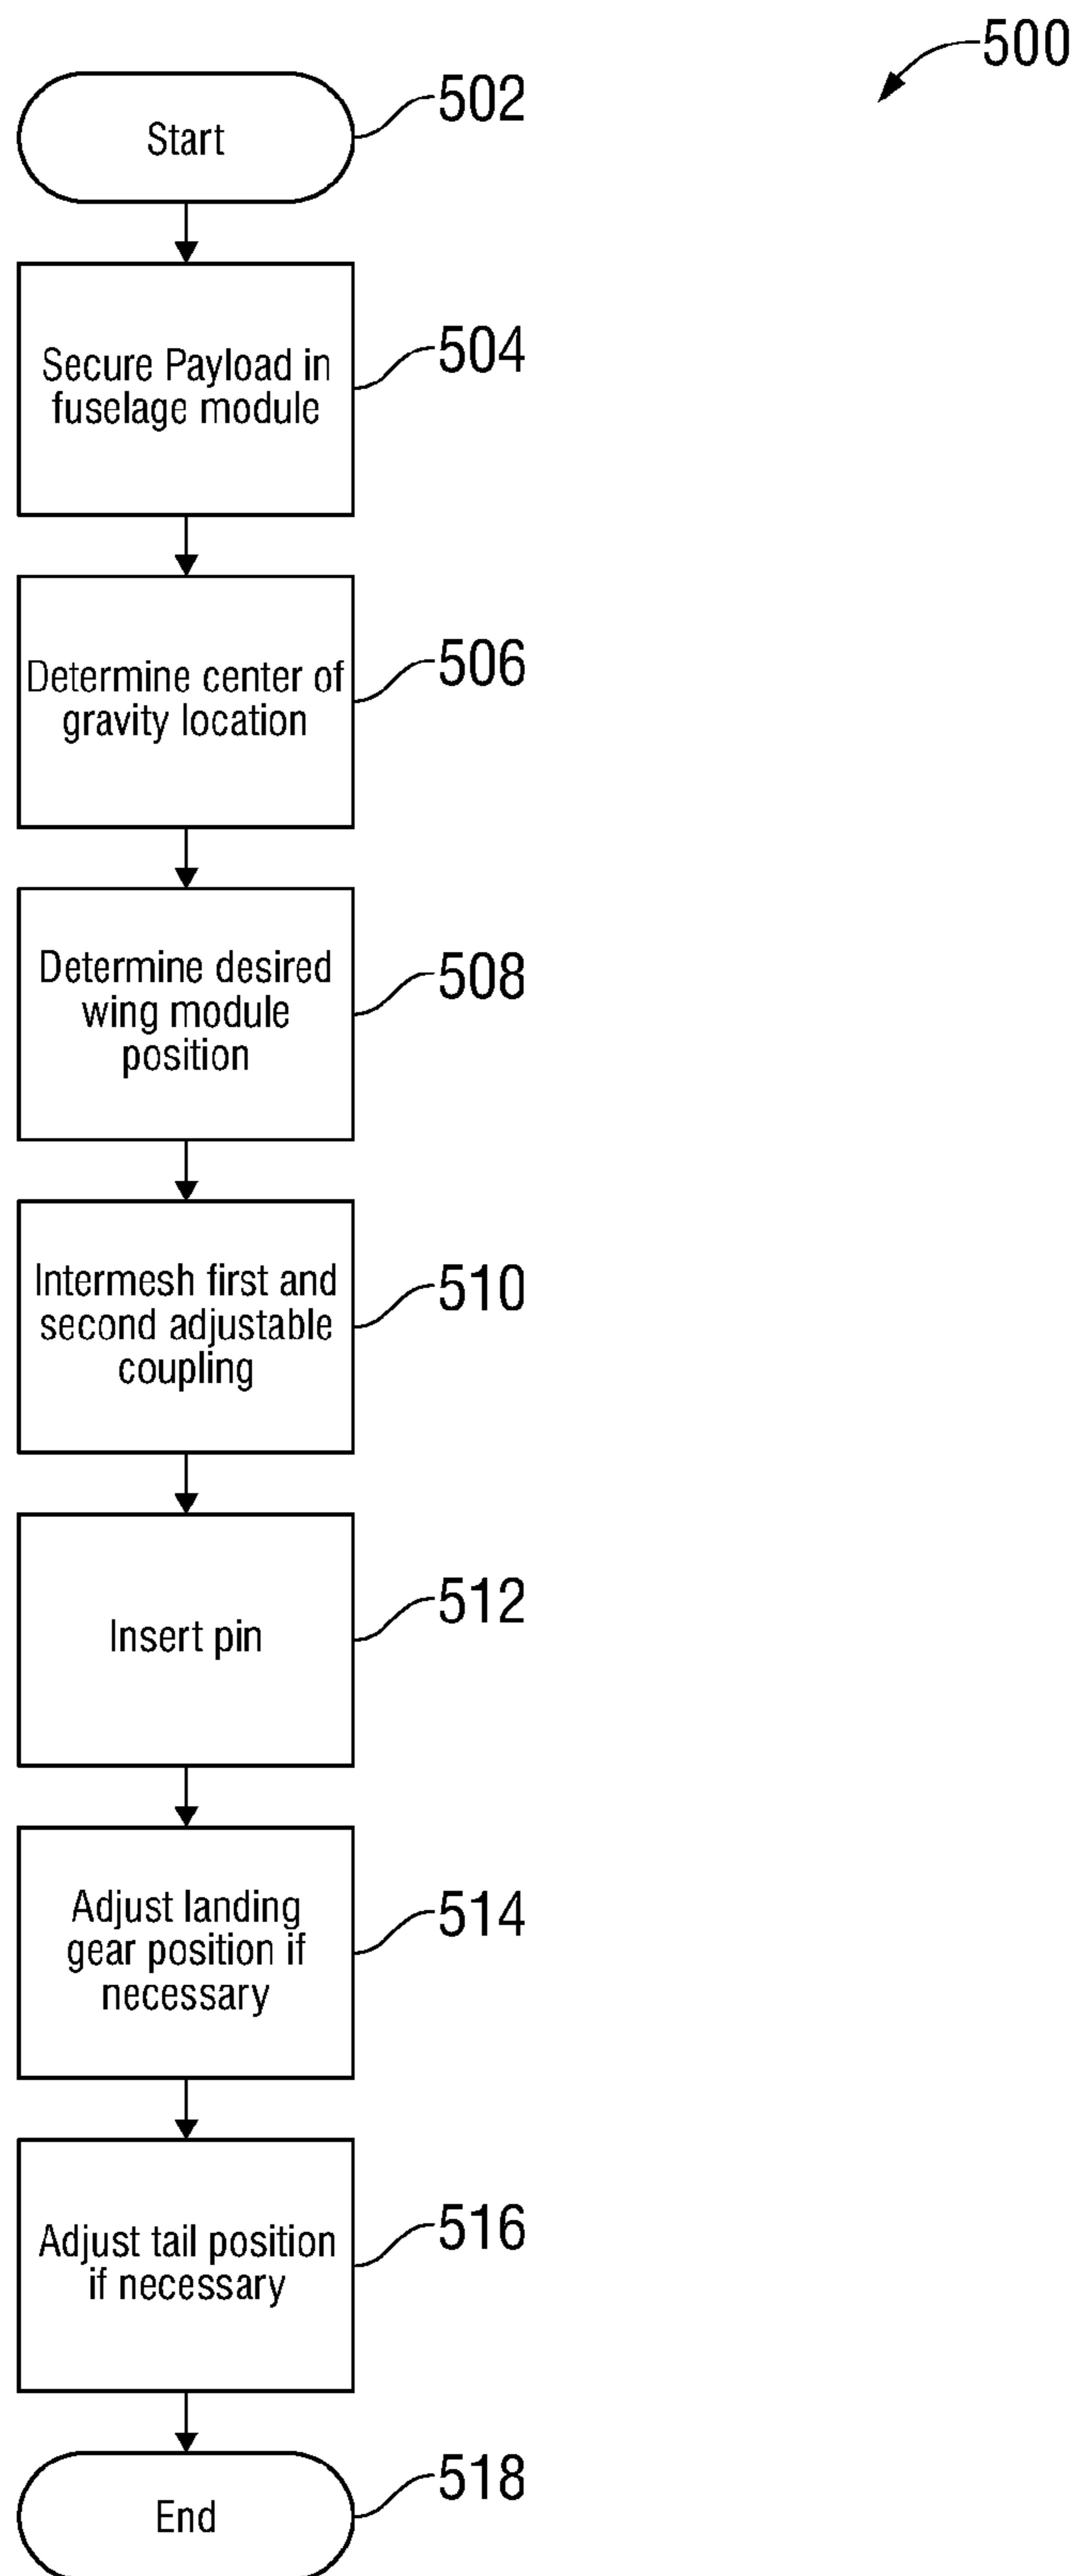 500
502
Start
504
Secure Payload in
fuselage module
506
Determine center of
gravity location
508
Determine desired
wing module
position
510
Intermesh first and
second adjustable
coupling
512
Insert pin
514
Adjust landing
gear position if
necessary
516
Adjust tail position
if necessary
518
End